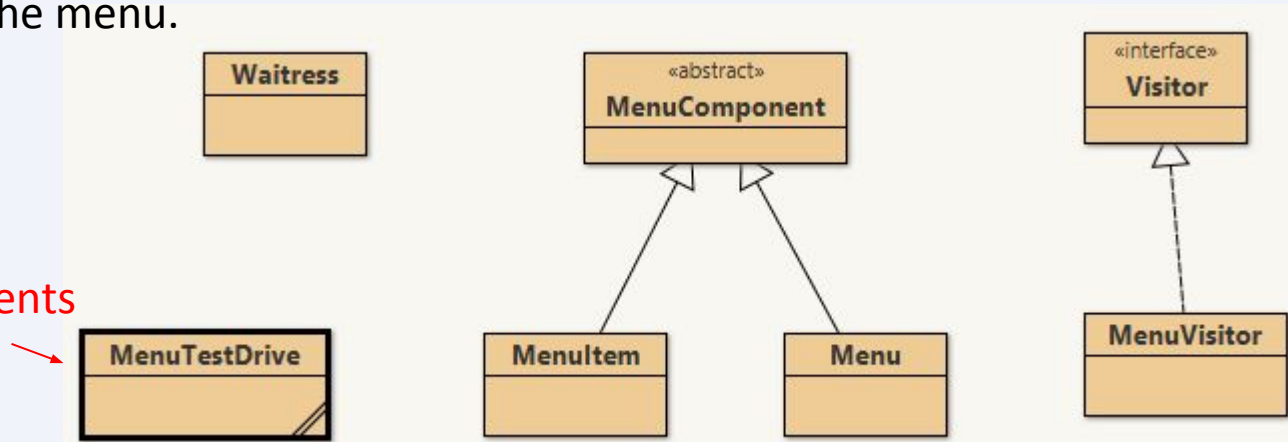 he menu.
Waitress
«abstract»
MenuComponent
«interface»
Visitor
ents
MenuTestDrive
MenuItem
Menu
MenuVisitor